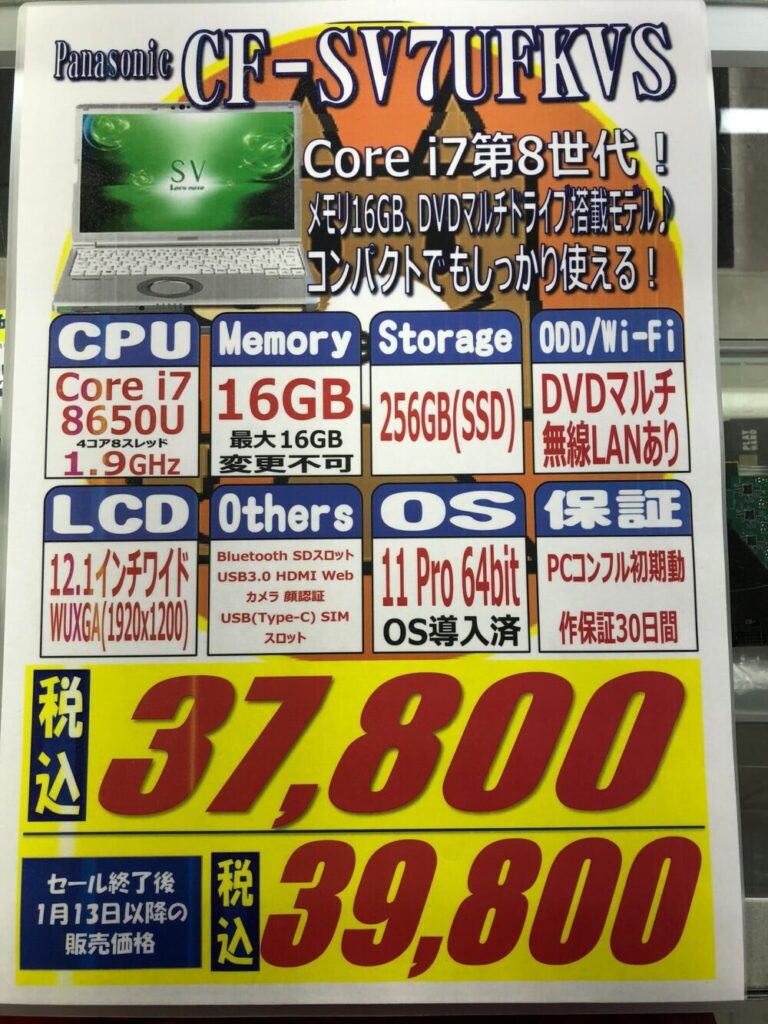 Panasonic CF-SV7UFKVS
SV
Let's note
Core i7第8世代！
メモリ16GB、DVDマルチドライブ搭載モデル♪
コンパクトでもしっかり使える！
CPU
Core i7
8650U
4コア8スレッド
1.9GHz
Memory
16GB
最大16GB
変更不可
Storage
256GB(SSD)
ODD/Wi-Fi
DVDマルチ
無線LANあり
LCD
12.1インチワイド
WUXGA(1920x1200)
Others
Bluetooth SDスロット
USB3.0 HDMI Web
カメラ 顔認証
USB(Type-C) SIM
スロット
OS
11 Pro 64bit
OS導入済
保証
PCコンフル初期動
作保証30日間
税込
37,800
セール終了後
1月13日以降の
販売価格
税込
39,800
PLAY
HARD